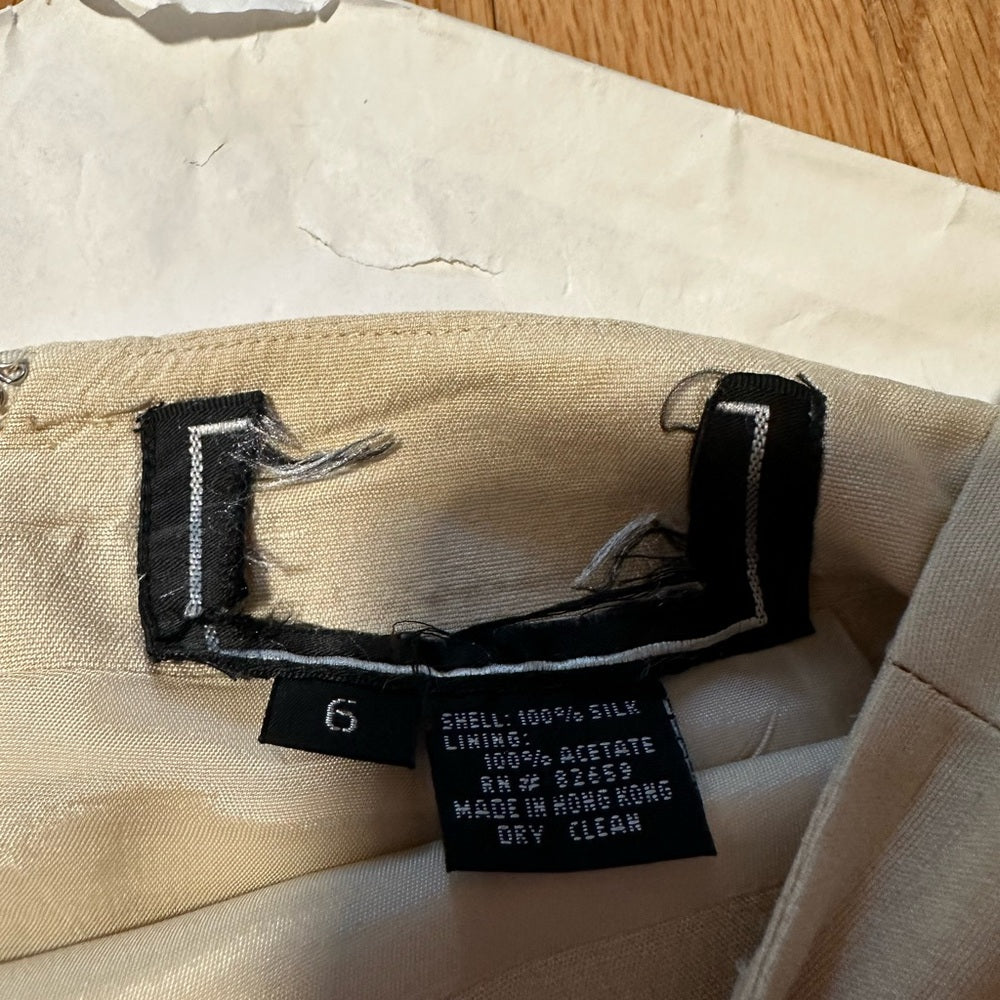 6
SHELL: 100% SILK
LINING:
100% ACETATE
RN# 82659
MADE IN HONG KONG
DRY CLEAN